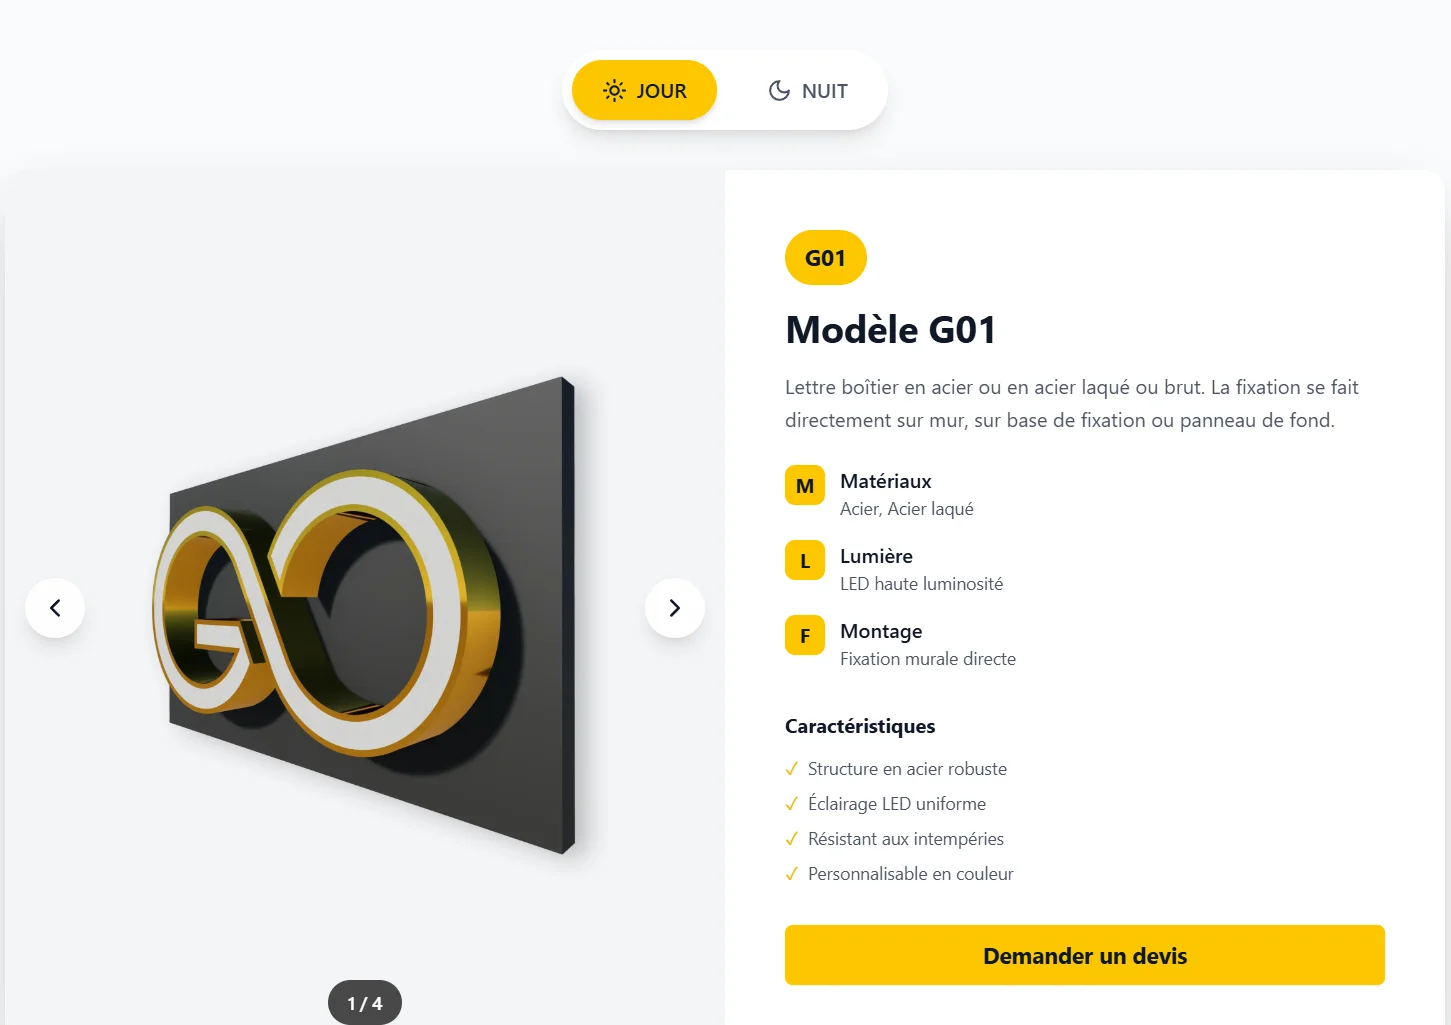 JOUR
NUIT
G01
Modèle G01
Lettre boîtier en acier ou en acier laqué ou brut. La fixation se fait
directement sur mur, sur base de fixation ou panneau de fond.
M
Matériaux
Acier, Acier laqué
L
Lumière
LED haute luminosité
F
Montage
Fixation murale directe
Caractéristiques
✓ Structure en acier robuste
✓ Éclairage LED uniforme
✓ Résistant aux intempéries
✓ Personnalisable en couleur
Demander un devis
GO
1 / 4